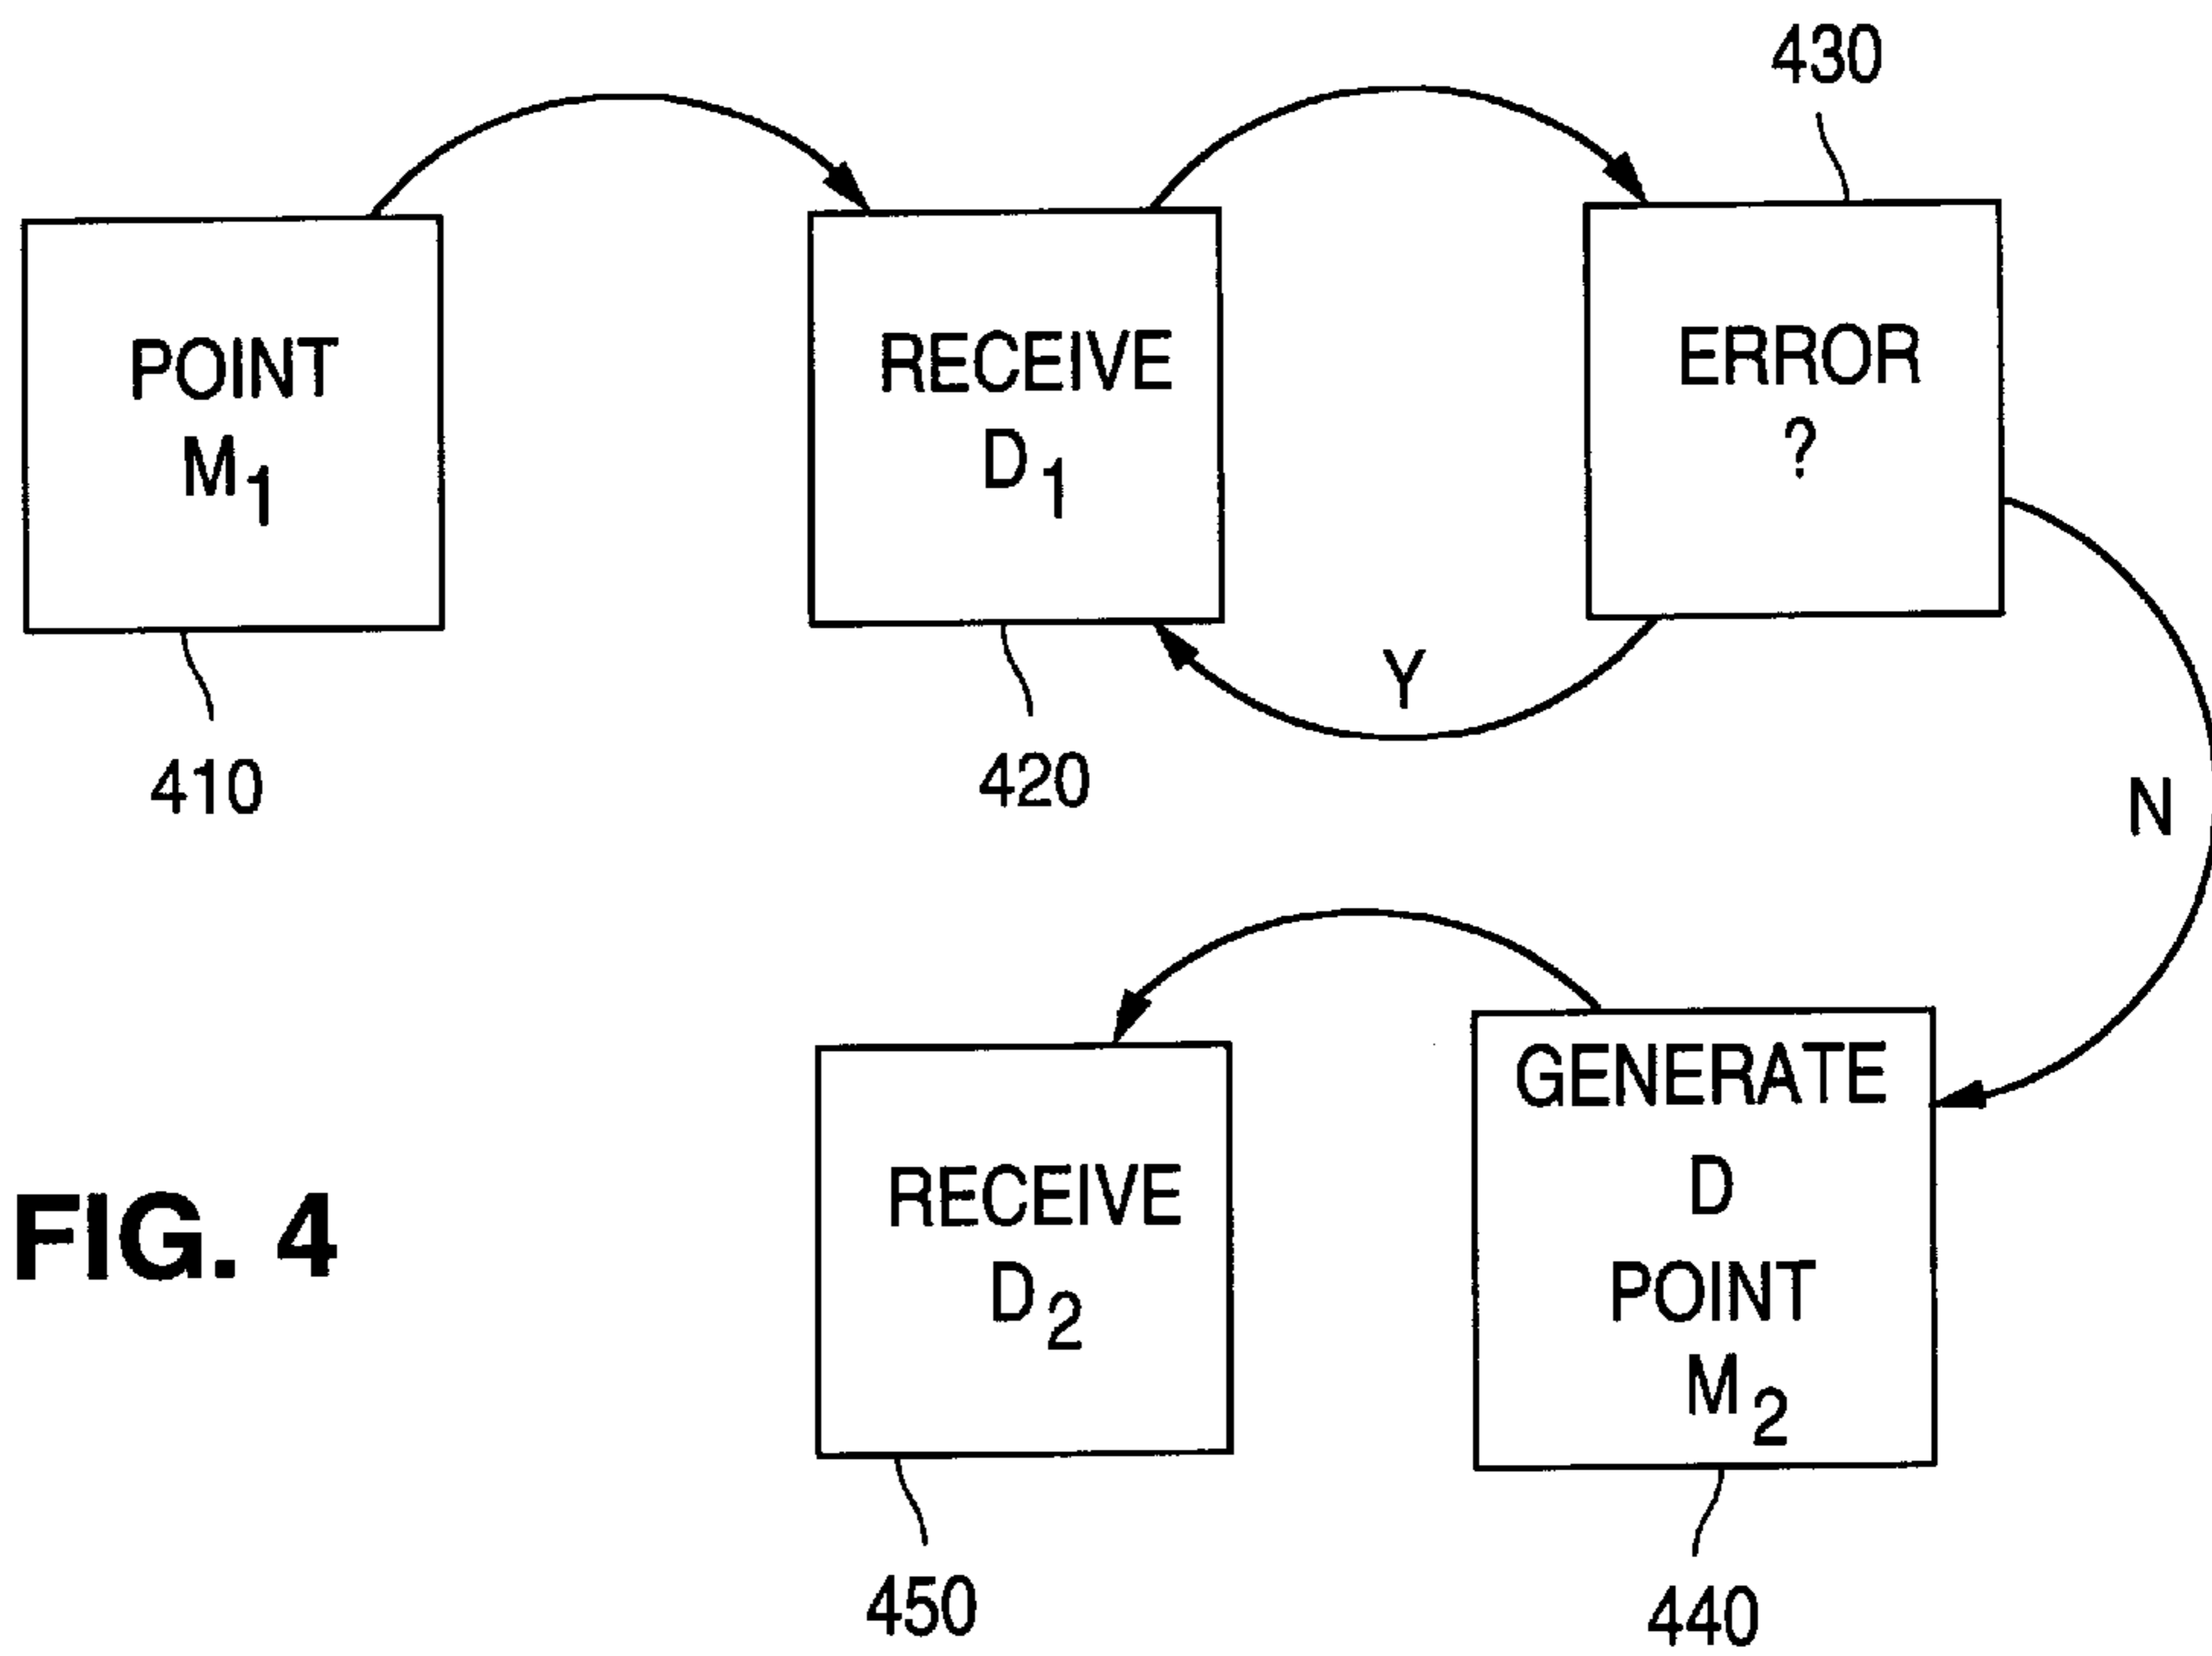 430
POINT
M1
RECEIVE
D1
ERROR
?
Y
410
420
N
GENERATE
D
POINT
M2
RECEIVE
D2
FIG. 4
450
440